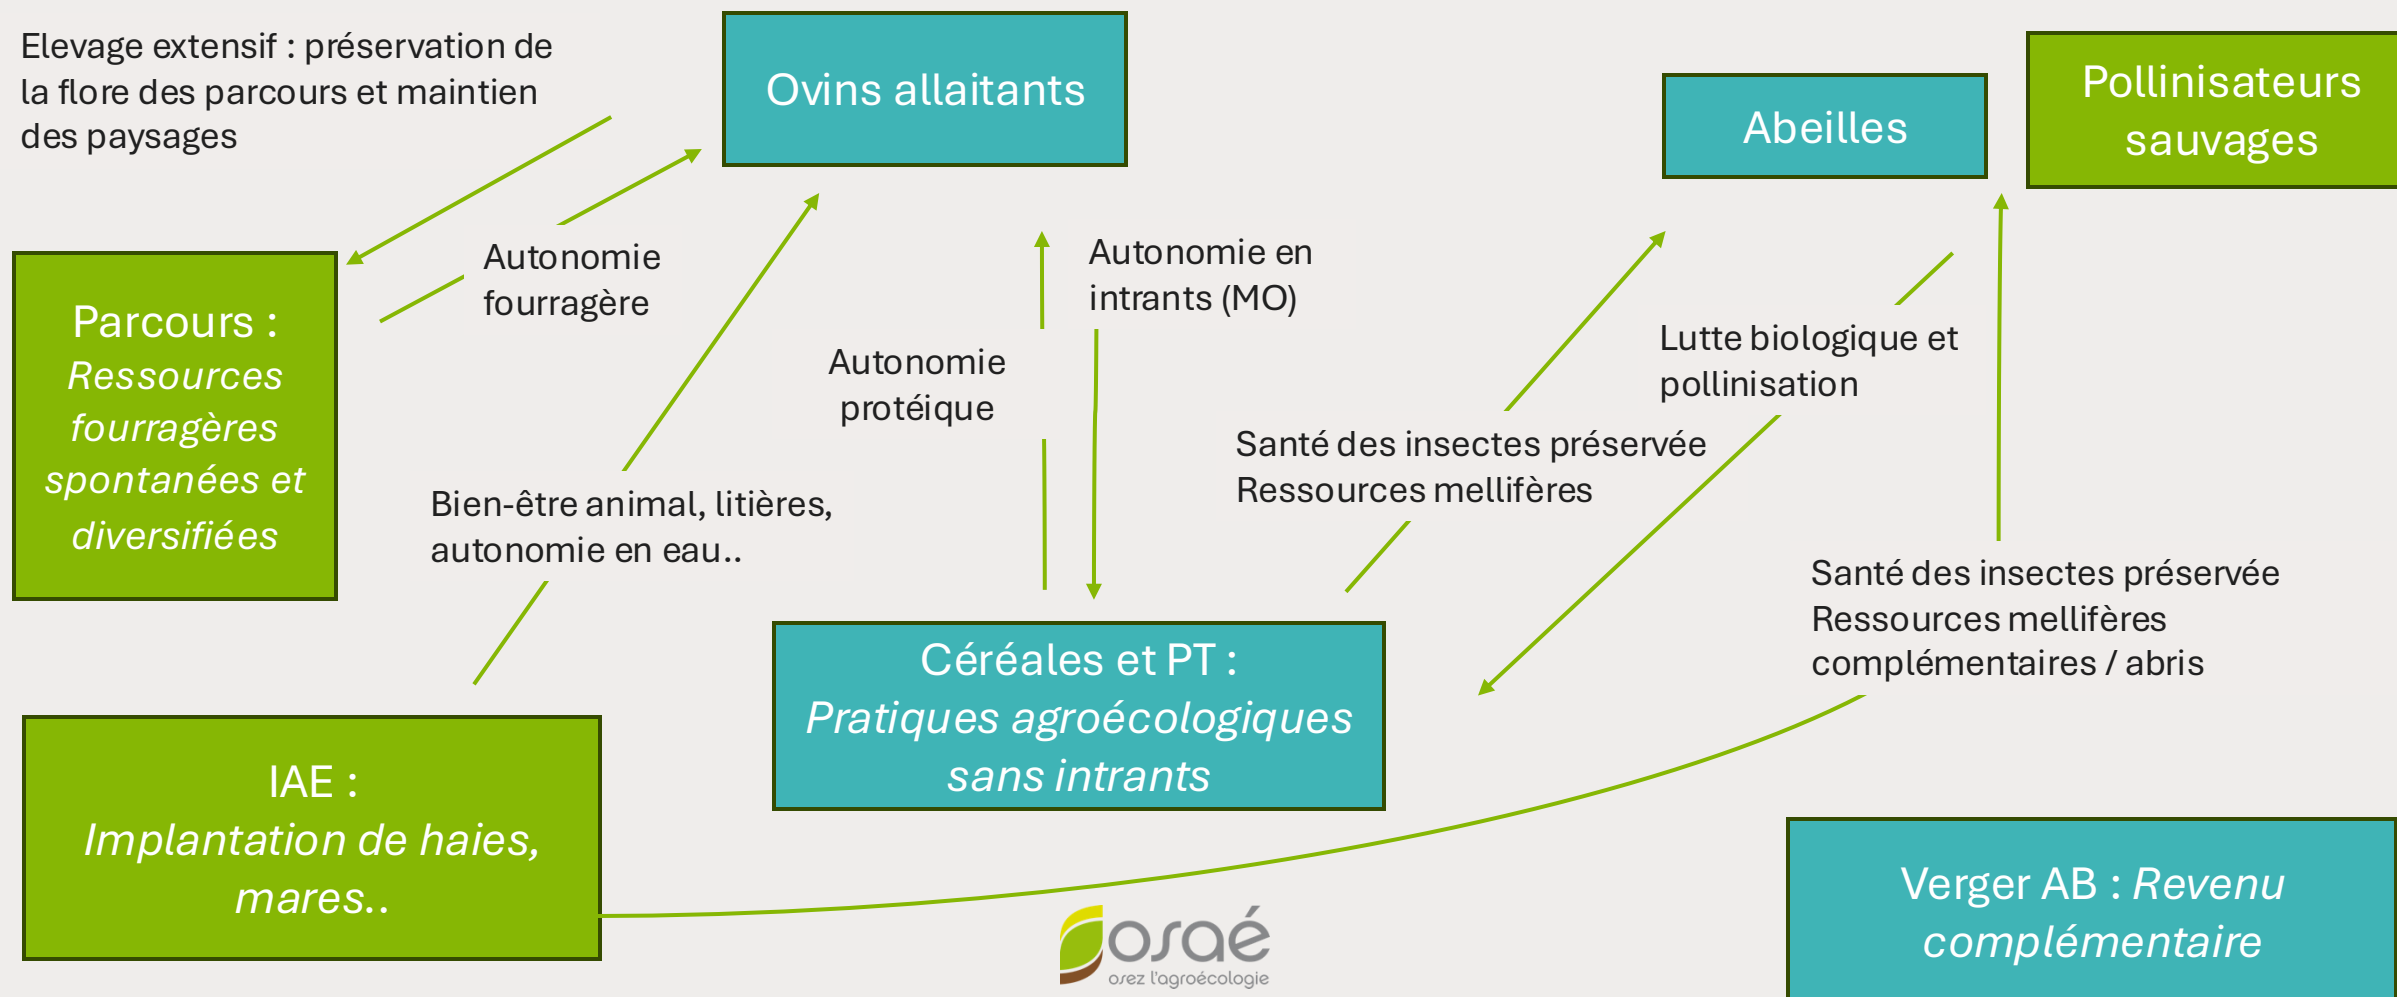 Elevage extensif : préservation de
la flore des parcours et maintien
des paysages
Ovins allaitants
Abeilles
Pollinisateurs
sauvages
Autonomie
fourragère
Autonomie en
intrants (MO)
Parcours :
Ressources
fourragères
spontanées et
diversifiées
Autonomie
protéique
Lutte biologique et
pollinisation
Santé des insectes préservée
Ressources mellifères
Bien-être animal, litières,
autonomie en eau..
Santé des insectes préservée
Ressources mellifères
complémentaires / abris
Céréales et PT :
Pratiques agroécologiques
sans intrants
IAE :
Implantation de haies,
mares..
Verger AB : Revenu
complémentaire
osaé
osez l'agroécologie